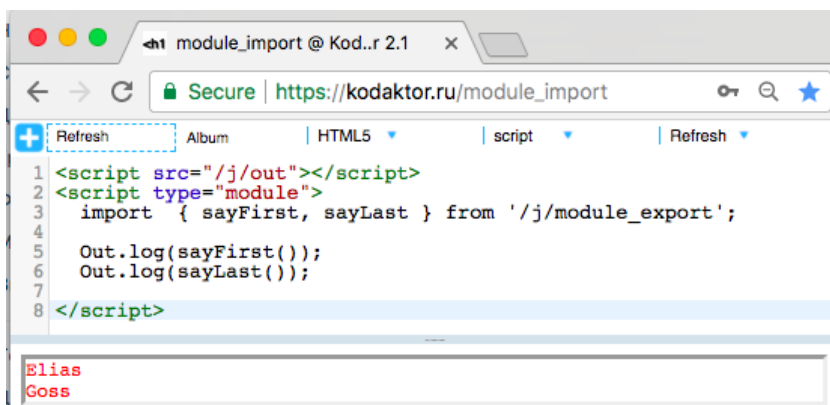 <h1 module_import @ Kod..r 2.1 ×
Secure | https://kodaktor.ru/module_import
+ Refresh Album HTML5 ▼ script ▼ Refresh ▼
1 <script src="/j/out"></script>
2 <script type="module">
3 import { sayFirst, sayLast } from '/j/module_export';
4
5 Out.log(sayFirst());
6 Out.log(sayLast());
7
8 </script>
Elias
Goss